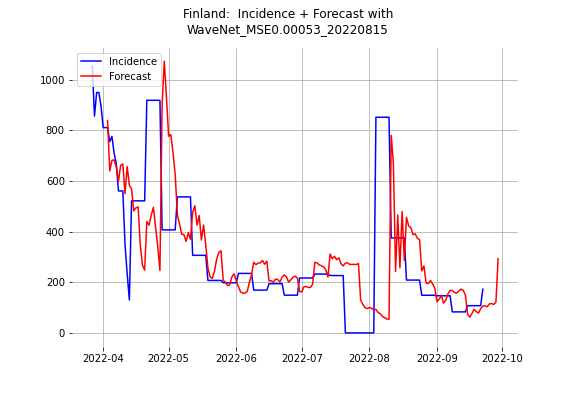 Finland:  Incidence + Forecast with
WaveNet_MSE0.00053_20220815
Incidence
Forecast
1000
800
600
400
200
0
2022-04 2022-05 2022-06 2022-07 2022-08 2022-09 2022-10